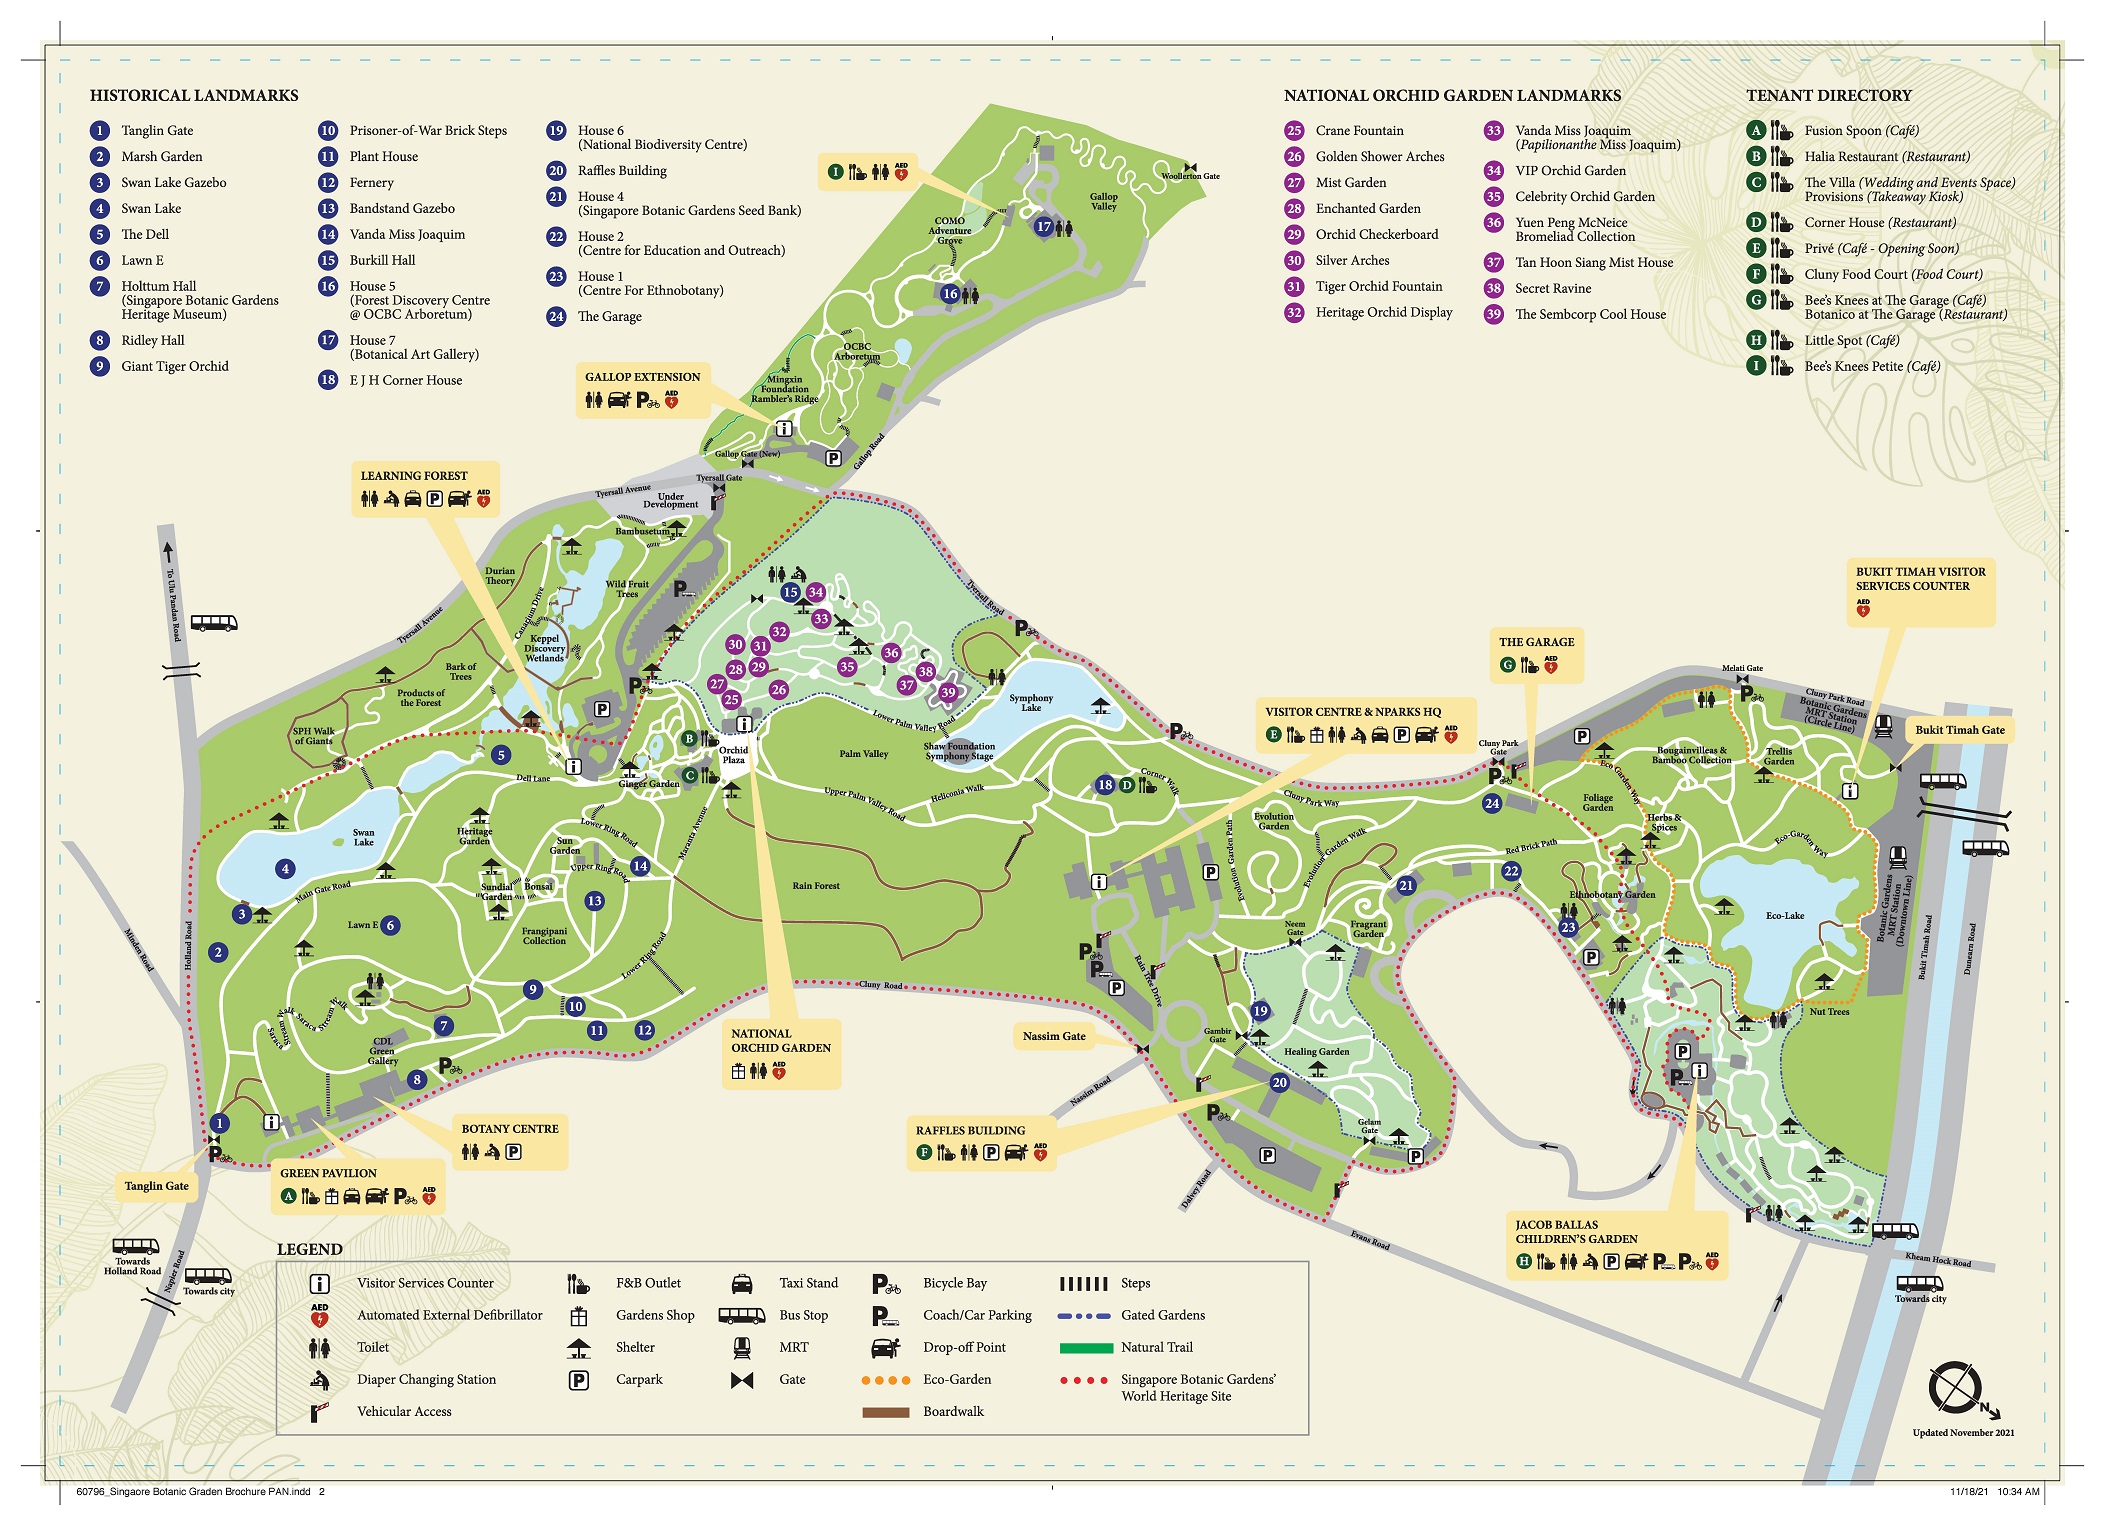 HISTORICAL LANDMARKS
1 Tanglin Gate
2 Marsh Garden
3 Swan Lake Gazebo
4 Swan Lake
5 The Dell
6 Lawn E
7 Holttum Hall
(Singapore Botanic Gardens
Heritage Museum)
8 Ridley Hall
9 Giant Tiger Orchid
10 Prisoner-of-War Brick Steps
11 Plant House
12 Fernery
13 Bandstand Gazebo
14 Vanda Miss Joaquim
15 Burkill Hall
16 House 5
(Forest Discovery Centre
@ OCBC Arboretum)
17 House 7
(Botanical Art Gallery)
18 E J H Corner House
19 House 6
(National Biodiversity Centre)
20 Raffles Building
21 House 4
(Singapore Botanic Gardens Seed Bank)
22 House 2
(Centre for Education and Outreach)
23 House 1
(Centre For Ethnobotany)
24 The Garage
NATIONAL ORCHID GARDEN LANDMARKS
25 Crane Fountain
26 Golden Shower Arches
27 Mist Garden
28 Enchanted Garden
29 Orchid Checkerboard
30 Silver Arches
31 Tiger Orchid Fountain
32 Heritage Orchid Display
33 Vanda Miss Joaquim
(Papilionanthe Miss Joaquim)
34 VIP Orchid Garden
35 Celebrity Orchid Garden
36 Yuen Peng McNeice
Bromeliad Collection
37 Tan Hoon Siang Mist House
38 Secret Ravine
39 The Sembcorp Cool House
TENANT DIRECTORY
A Fusion Spoon (Café)
B Halia Restaurant (Restaurant)
C The Villa (Wedding and Events Space)
Provisions (Takeaway Kiosk)
D Corner House (Restaurant)
E Privé (Café - Opening Soon)
F Cluny Food Court (Food Court)
G Bee's Knees at The Garage (Café)
Botanico at The Garage (Restaurant)
H Little Spot (Café)
I Bee's Knees Petite (Café)
I AED
Woollerton Gate
Gallop
Valley
COMO
Adventure
Grove
17
16
OCBC
Arboretum
Mingxin
Foundation
Rambler's Ridge
GALLOP EXTENSION
P AED
i
P
Gallop Gate (New)
Gallop Road
Tyersall Gate
Tyersall Avenue
Under
Development
LEARNING FOREST
P AED
Bambusetum
Durian
Theory
Wild Fruit
Trees
P
Canarium Drive
Keppel
Discovery
Wetlands
Tyersall Avenue
Bark of
Trees
Products of
the Forest
SPH Walk
of Giants
P
P
To Ulu Pandan Road
15 34
33
32
30 31
28 29
27
25
26
35
36
37
38
39
Tyersall Road
P
Symphony
Lake
Lower Palm Valley Road
Shaw Foundation
Symphony Stage
Palm Valley
P
i
Orchid
Plaza
B
C
Ginger Garden
5
Dell Lane
i
Swan
Lake
4
3
2
Main Gate Road
Heritage
Garden
Lower Ring Road
Sun
Garden
Upper Ring Road
14
Maranta Avenue
Sundial
Garden
Bonsai
13
Lawn E 6
Frangipani
Collection
Lower Ring Road
Upper Palm Valley Road
Heliconia Walk
Rain Forest
18 D
Corner Walk
Cluny Park Way
Evolution
Garden
Evolution Garden Path
Evolution Garden Walk
VISITOR CENTRE & NPARKS HQ
E P AED
THE GARAGE
G AED
BUKIT TIMAH VISITOR
SERVICES COUNTER
AED
Melati Gate
P
Cluny Park Road
Botanic Gardens
MRT Station
(Circle Line)
Bukit Timah Gate
Cluny Park
Gate
P
24
P
Bougainvilleas &
Bamboo Collection
Trellis
Garden
i
Eco Garden Way
Foliage
Garden
Herbs &
Spices
Eco-Garden Way
Red Brick Path
22
21
Ethnobotany Garden
23
P
Eco-Lake
Botanic Gardens
MRT Station
(Downtown Line)
Bukit Timah Road
Dunearn Road
Nut Trees
i
P
Neem
Gate
Fragrant
Garden
P
P
P
Rain Tree Drive
Holland Road
Minden Road
Saraca Stream Walk
Saraca Stream Walk
9
10
11
12
7
CDL
Green
Gallery
8
P
1
i
P
Tanglin Gate
Cluny Road
Nassim Gate
Nassim Road
NATIONAL
ORCHID GARDEN
AED
Gambir
Gate
19
Healing Garden
20
P
P
Gelam
Gate
P
BOTANY CENTRE
P
GREEN PAVILION
A P AED
RAFFLES BUILDING
F P AED
Dalvey Road
Evans Road
P
P
i
JACOB BALLAS
CHILDREN'S GARDEN
H P P P AED
Kheam Hock Road
Towards city
Towards
Holland Road
Towards city
Napier Road
LEGEND
i Visitor Services Counter
AED Automated External Defibrillator
Toilet
Diaper Changing Station
Vehicular Access
F&B Outlet
Gardens Shop
Shelter
P Carpark
Taxi Stand
Bus Stop
MRT
Gate
P Bicycle Bay
P Coach/Car Parking
Drop-off Point
Eco-Garden
Boardwalk
Steps
Gated Gardens
Natural Trail
Singapore Botanic Gardens'
World Heritage Site
N
Updated November 2021
60796_Singaore Botanic Graden Brochure PAN.indd 2
11/18/21 10:34 AM